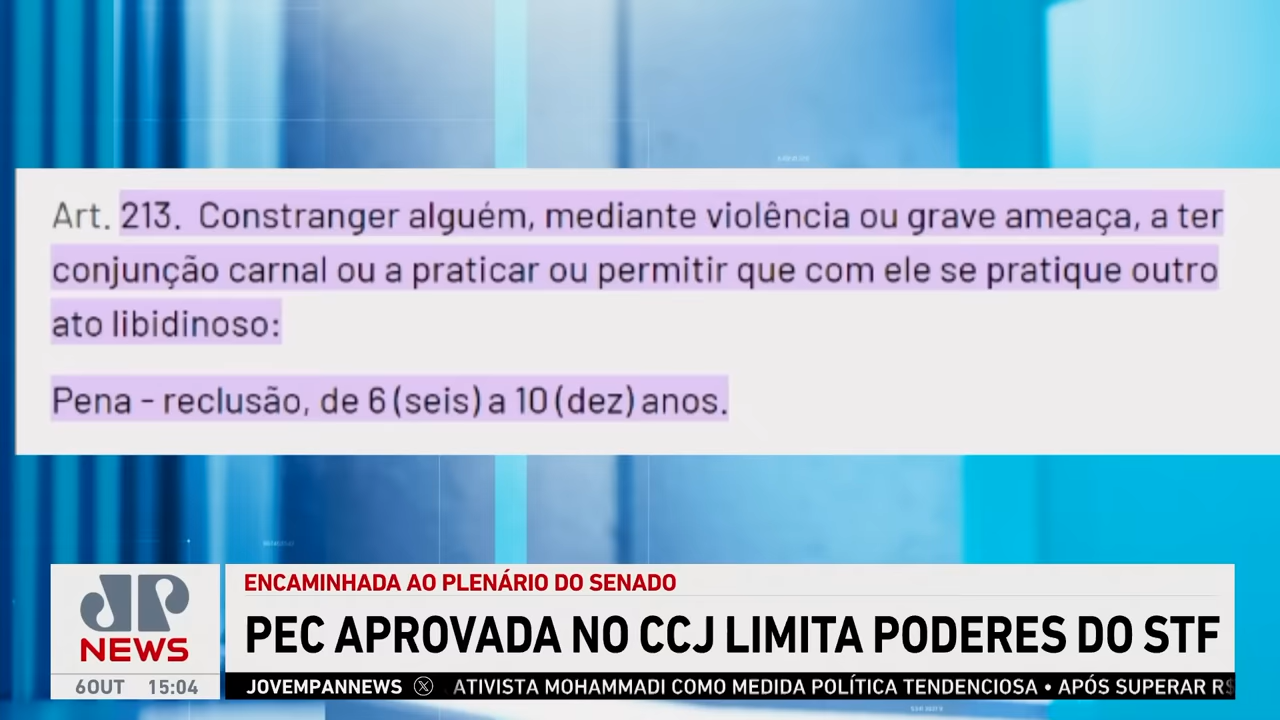 Art. 213. Constranger alguém, mediante violência ou grave ameaça, a ter
conjunção carnal ou a praticar ou permitir que com ele se pratique outro
ato libidinoso:
Pena - reclusão, de 6 (seis) a 10 (dez) anos.
JP
NEWS
6OUT 15:04
ENCAMINHADA AO PLENÁRIO DO SENADO
PEC APROVADA NO CCJ LIMITA PODERES DO STF
JOVEMPANNEWS X ATIVISTA MOHAMMADI COMO MEDIDA POLÍTICA TENDENCIOSA • APÓS SUPERAR R$